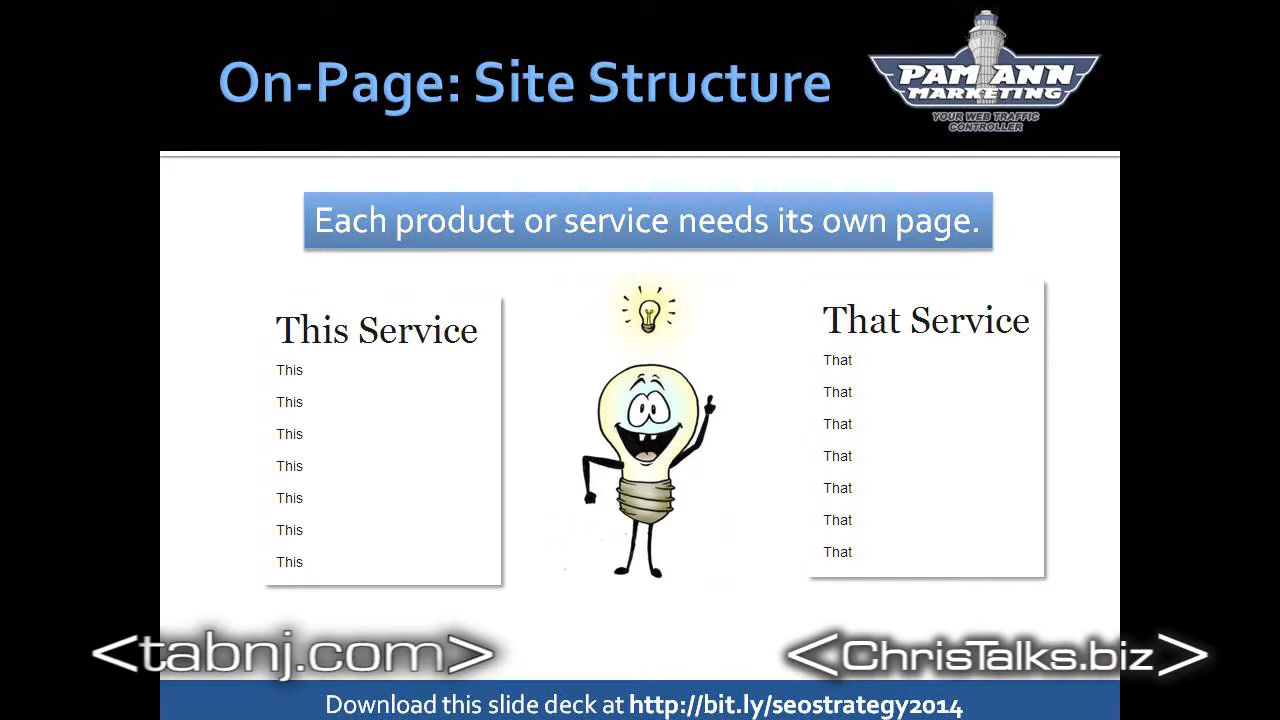 On-Page: Site Structure
PAM ANN
MARKETING
YOUR WEB TRAFFIC
CONTROLLER
Each product or service needs its own page.
This Service
This
This
This
This
This
This
This
That Service
That
That
That
That
That
That
That
<tabnj.com>
<ChrisTalks.biz>
Download this slide deck at http://bit.ly/seostrategy2014